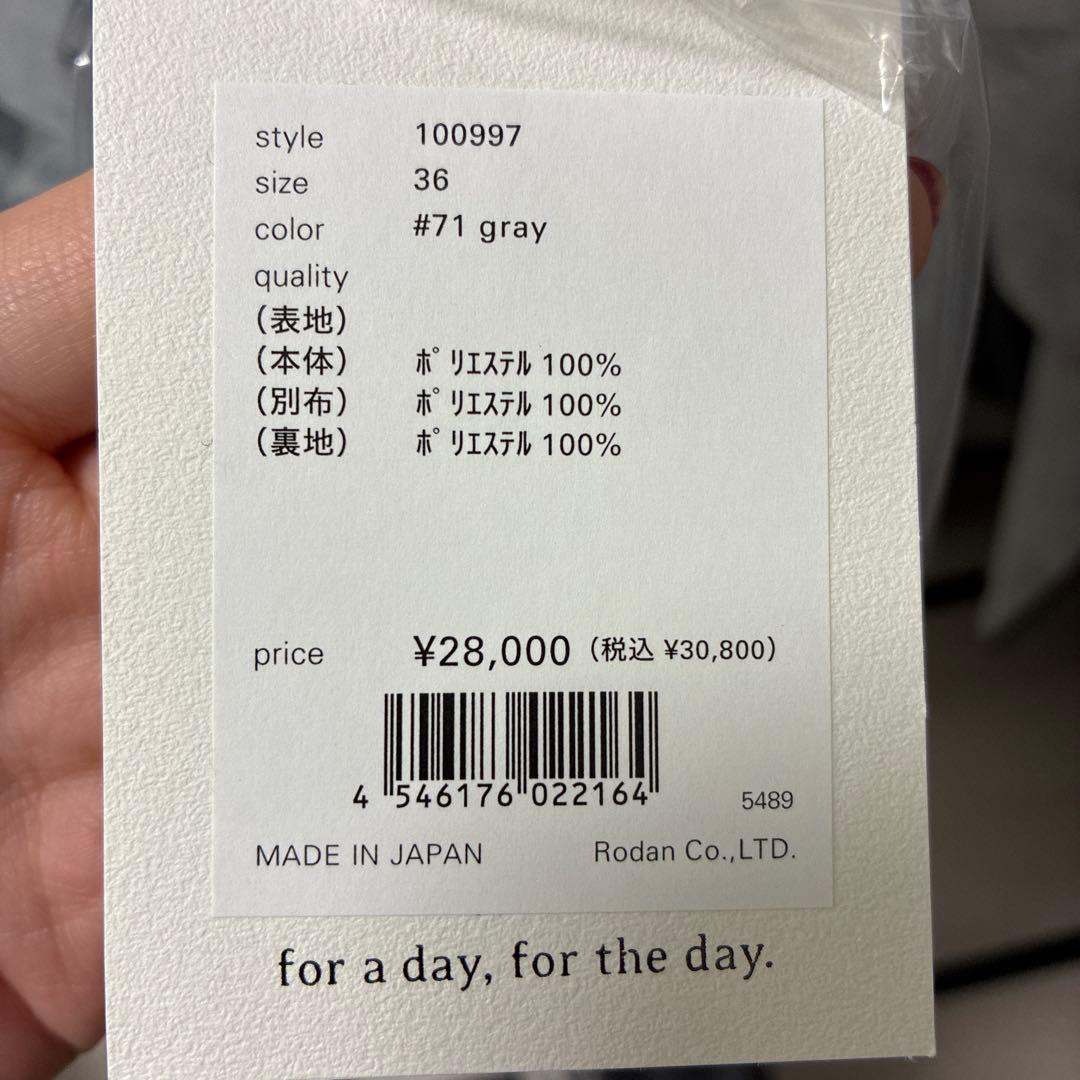 style 100997
size 36
color #71 gray
quality
(表地)
(本体) ﾎﾟﾘｴｽﾃﾙ 100%
(別布) ﾎﾟﾘｴｽﾃﾙ 100%
(裏地) ﾎﾟﾘｴｽﾃﾙ 100%
price ¥28,000 (税込 ¥30,800)
4 546176 022164
5489
MADE IN JAPAN Rodan Co.,LTD.
for a day, for the day.